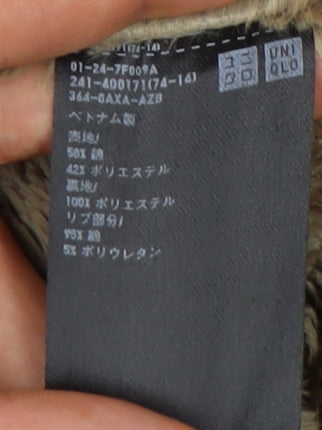 ユニ
クロ
UNI
QLO
01-24-7F009A
241-400171(74-14)
364-0AXA-AZB
ベトナム製
表地/
58% 綿
42% ポリエステル
裏地/
100% ポリエステル
リブ部分/
95% 綿
5% ポリウレタン